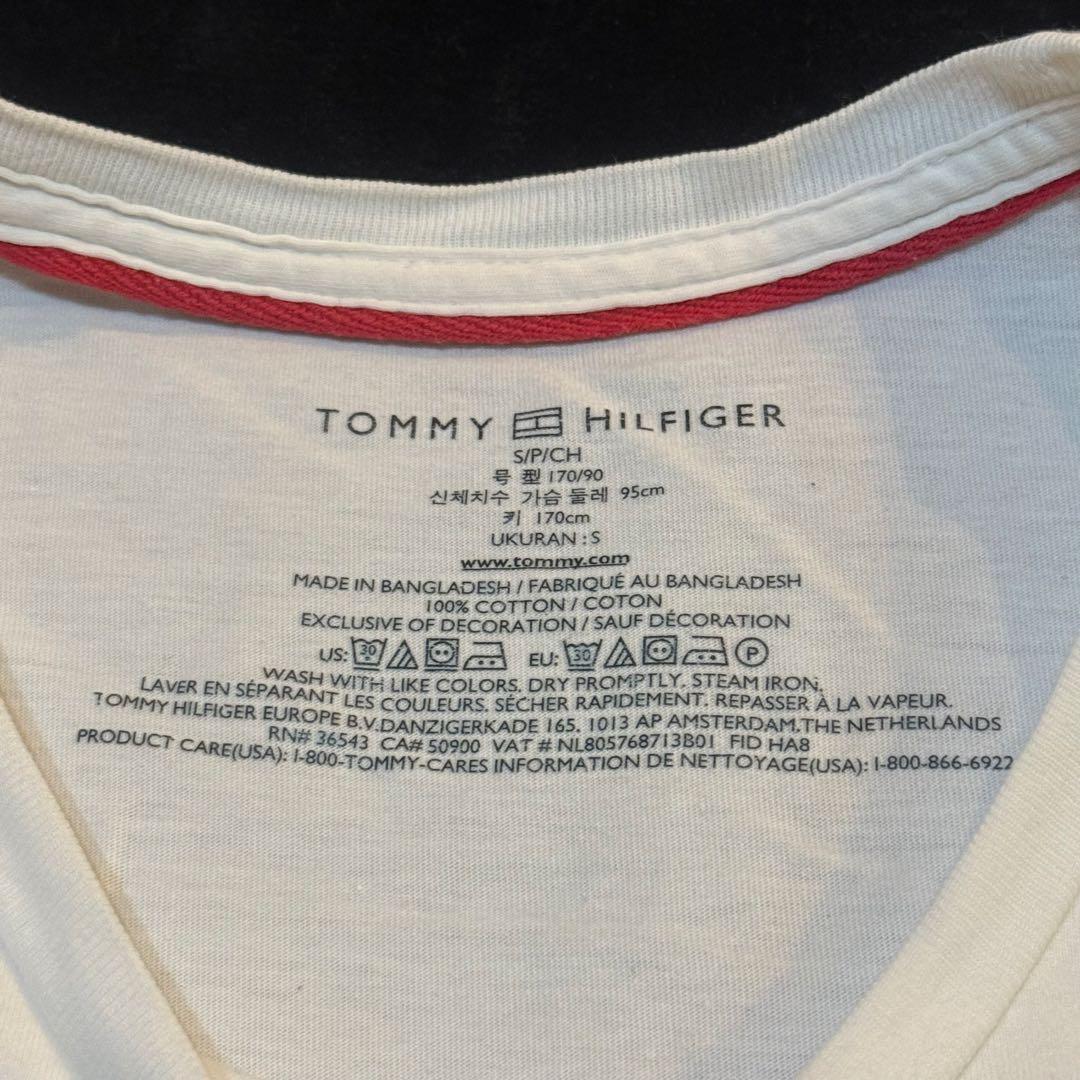 TOMMY HILFIGER
S/P/CH
号 型 170/90
신체치수 가슴 둘레 95cm
키 170cm
UKURAN : S
www.tommy.com
MADE IN BANGLADESH / FABRIQUÉ AU BANGLADESH
100% COTTON / COTON
EXCLUSIVE OF DECORATION / SAUF DÉCORATION
US: 30 EU: 30 P
WASH WITH LIKE COLORS. DRY PROMPTLY. STEAM IRON.
LAVER EN SÉPARANT LES COULEURS. SÉCHER RAPIDEMENT. REPASSER À LA VAPEUR.
TOMMY HILFIGER EUROPE B.V.DANZIGERKADE 165, 1013 AP AMSTERDAM,THE NETHERLANDS
RN# 36543 CA# 50900 VAT # NL805768713B01 FID HA8
PRODUCT CARE(USA): 1-800-TOMMY-CARES INFORMATION DE NETTOYAGE(USA): 1-800-866-6922